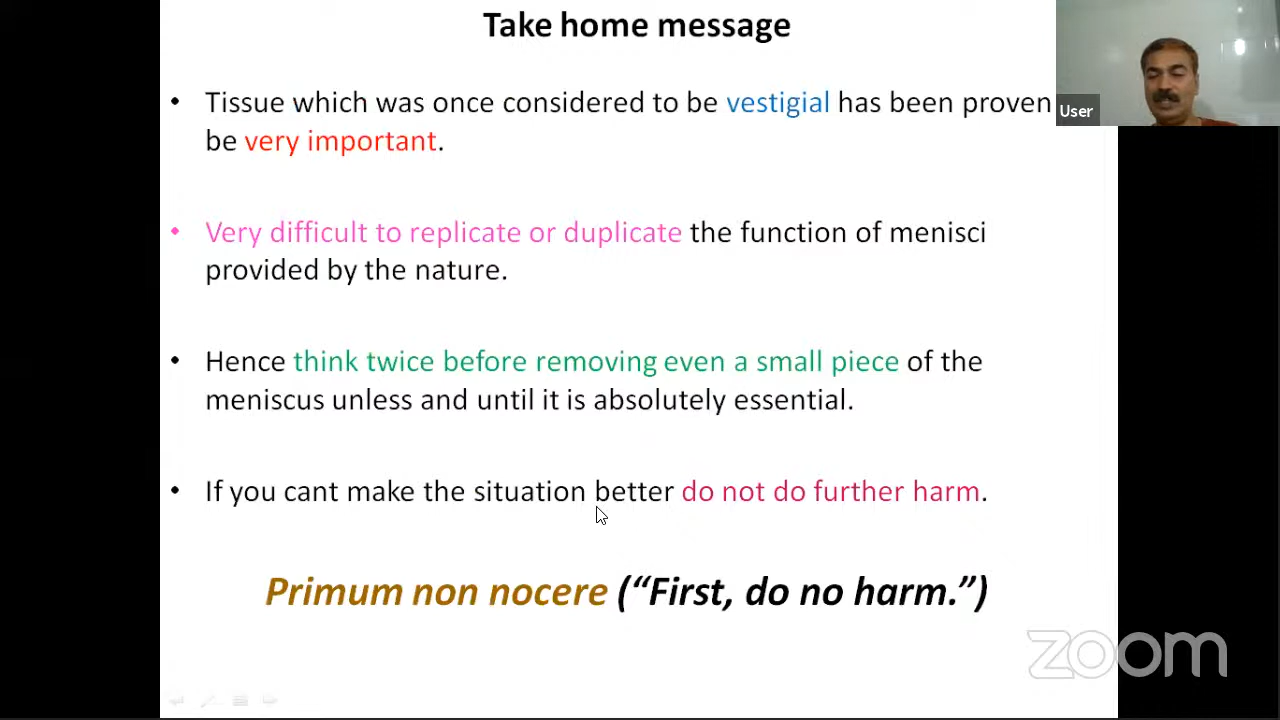 Take home message
• Tissue which was once considered to be vestigial has been proven
be very important.
• Very difficult to replicate or duplicate the function of menisci
provided by the nature.
• Hence think twice before removing even a small piece of the
meniscus unless and until it is absolutely essential.
• If you cant make the situation better do not do further harm.
Primum non nocere (“First, do no harm.”)
User
zoom